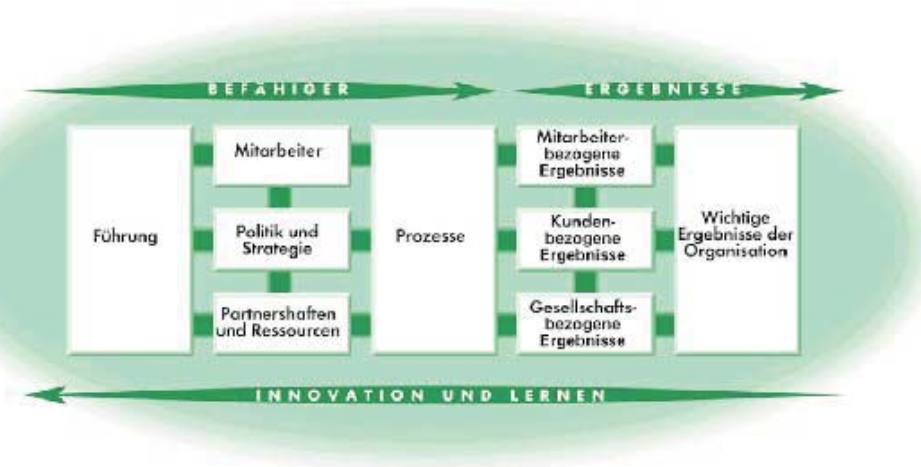 BEFÄHIGER
ERGEBNISSE
Führung
Mitarbeiter
Politik und
Strategie
Partnershaften
und Ressourcen
Prozesse
Mitarbeiter-
bezogene
Ergebnisse
Kunden-
bezogene
Ergebnisse
Gesellschafts-
bezogene
Ergebnisse
Wichtige
Ergebnisse der
Organisation
INNOVATION UND LERNEN